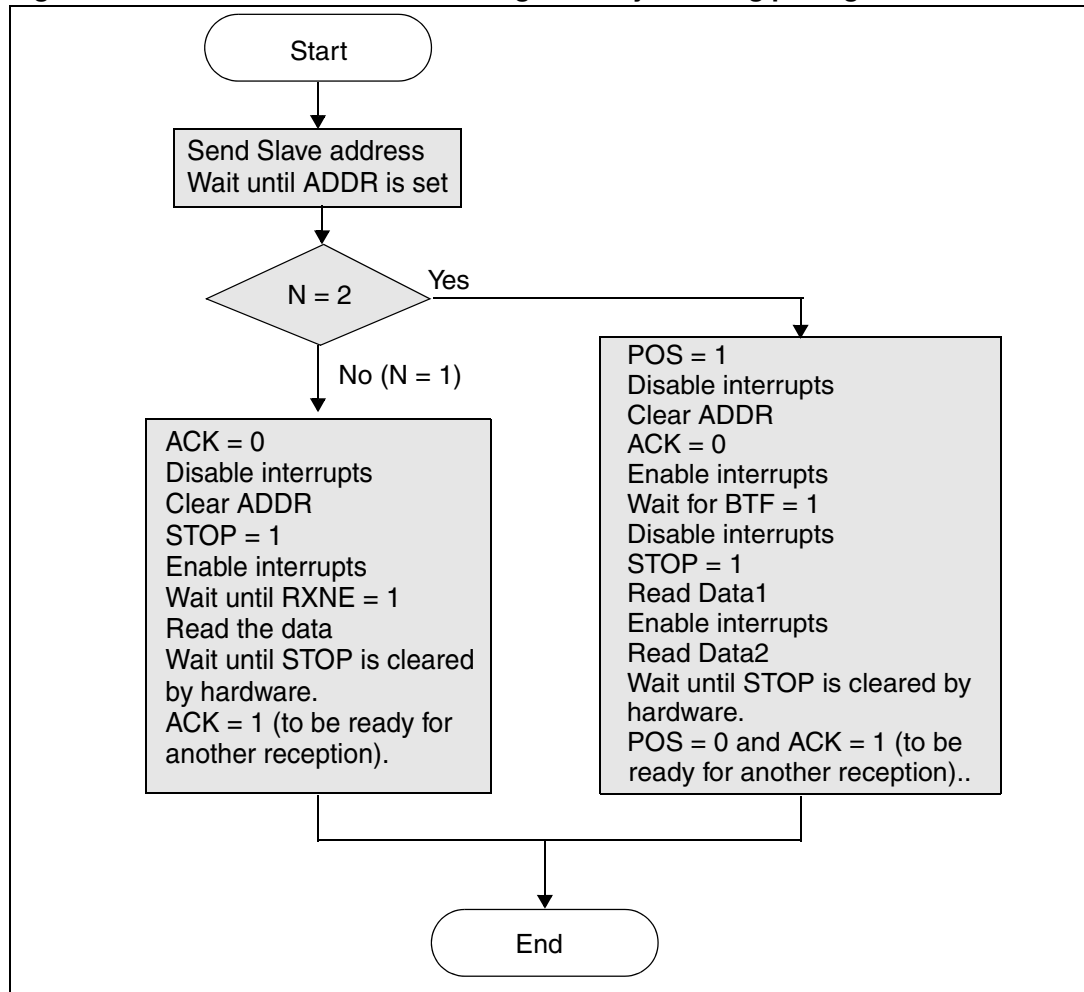 Start
Send Slave address
Wait until ADDR is set
N = 2
Yes
No (N = 1)
ACK = 0
Disable interrupts
Clear ADDR
STOP = 1
Enable interrupts
Wait until RXNE = 1
Read the data
Wait until STOP is cleared
by hardware.
ACK = 1 (to be ready for
another reception).
POS = 1
Disable interrupts
Clear ADDR
ACK = 0
Enable interrupts
Wait for BTF = 1
Disable interrupts
STOP = 1
Read Data1
Enable interrupts
Read Data2
Wait until STOP is cleared by
hardware.
POS = 0 and ACK = 1 (to be
ready for another reception)..
End